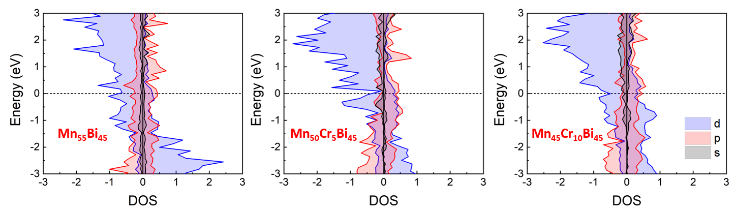 3
2
1
0
-1
-2
-3
Energy (eV)
Mn55Bi45
-3 -2 -1 0 1 2 3
DOS
3
2
1
0
-1
-2
-3
Energy (eV)
Mn50Cr5Bi45
-3 -2 -1 0 1 2 3
DOS
3
2
1
0
-1
-2
-3
Energy (eV)
Mn45Cr10Bi45
d
p
s
-3 -2 -1 0 1 2 3
DOS